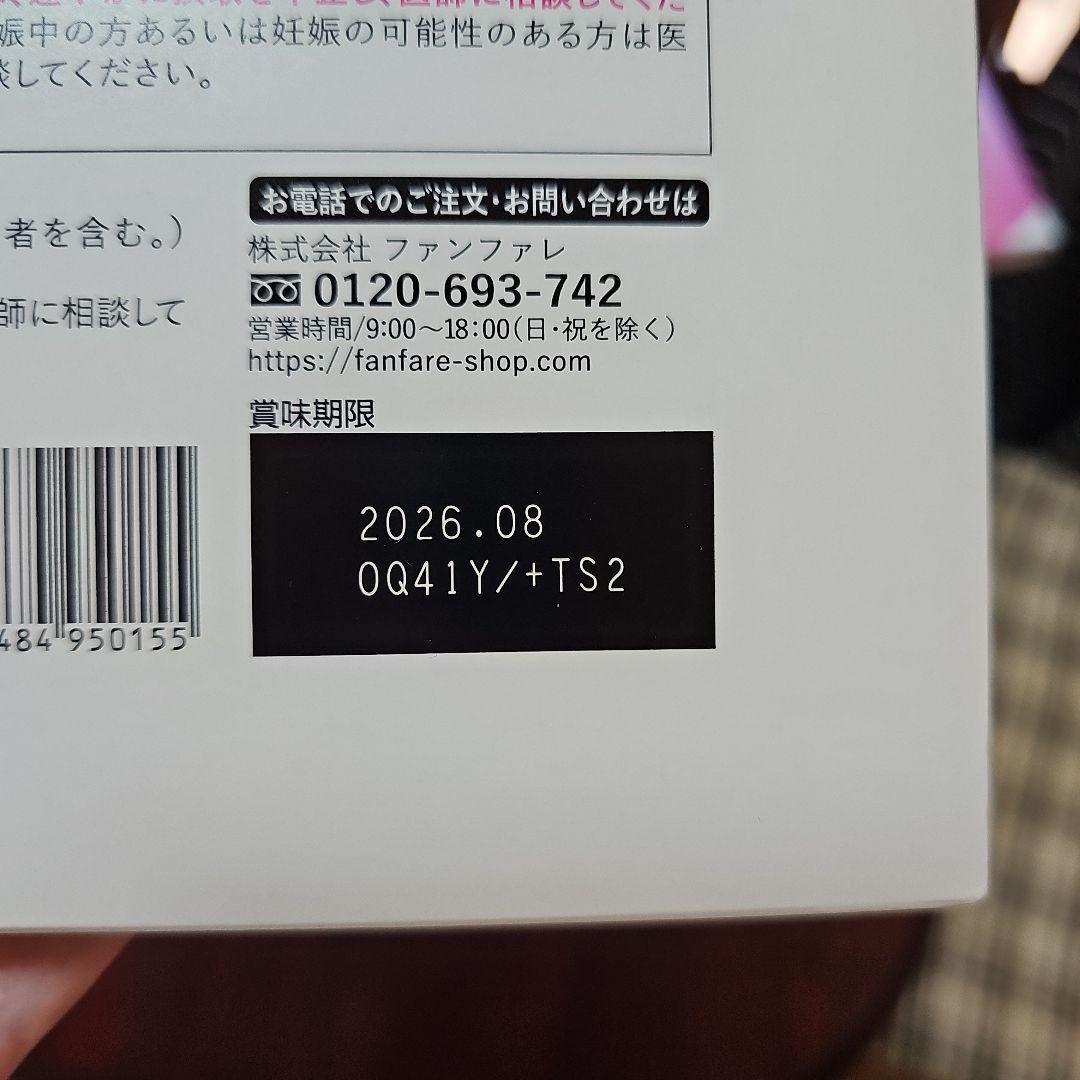 娠中の方あるいは妊娠の可能性のある方は医
談してください。
お電話でのご注文・お問い合わせは
者を含む。)
株式会社 ファンファレ
0120-693-742
師に相談して
営業時間/9:00〜18:00(日・祝を除く)
https://fanfare-shop.com
賞味期限
2026.08
0Q41Y/+TS2
484 950155